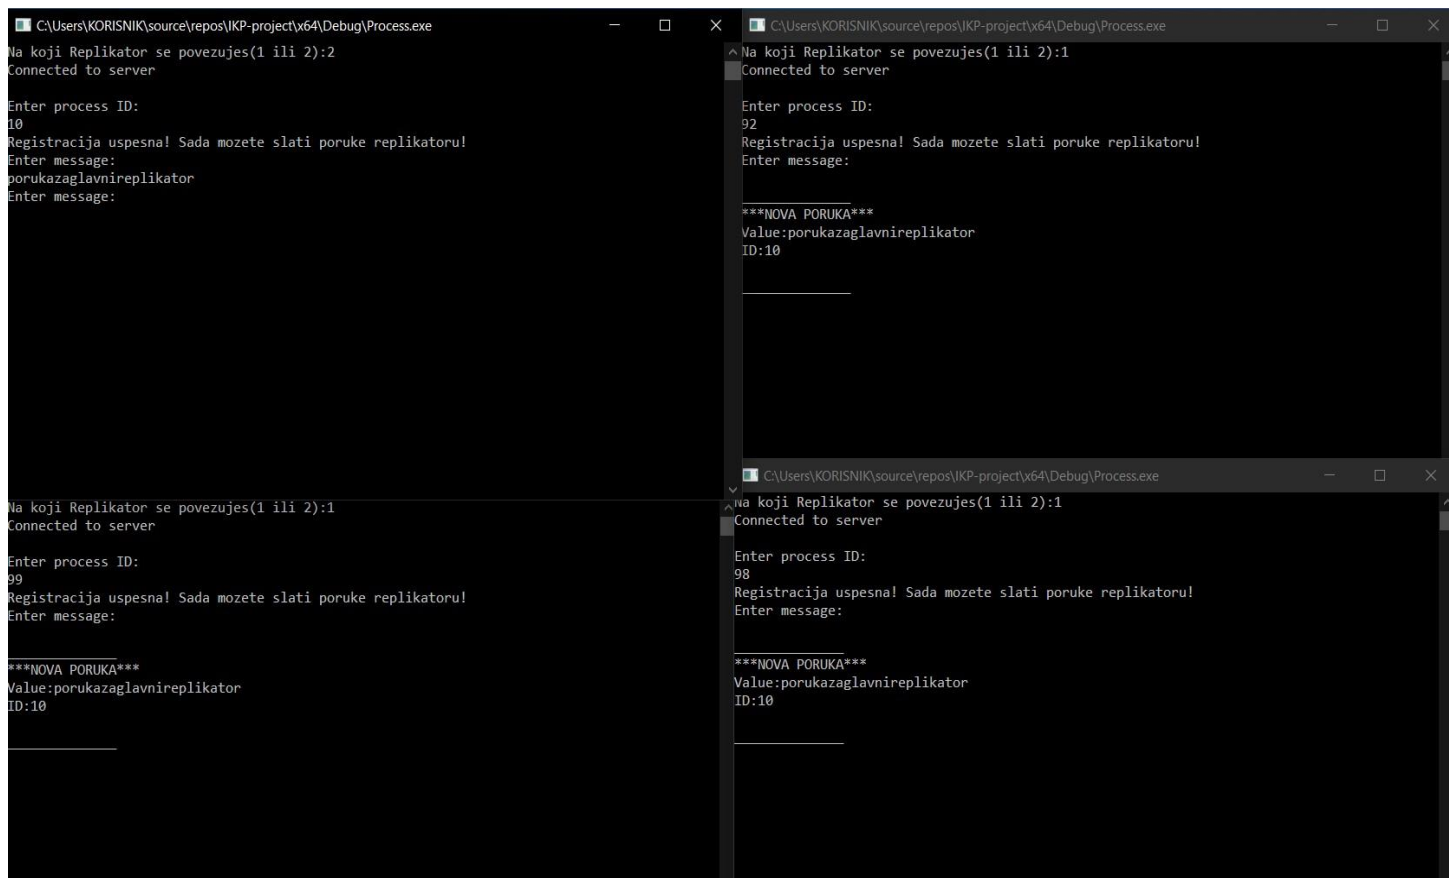 C:\Users\KORISNIK\source\repos\IKP-project\x64\Debug\Process.exe
Na koji Replikator se povezujes(1 ili 2):2
Connected to server
Enter process ID:
10
Registracija uspesna! Sada mozete slati poruke replikatoru!
Enter message:
porukazaglavnireplikator
Enter message:
C:\Users\KORISNIK\source\repos\IKP-project\x64\Debug\Process.exe
Na koji Replikator se povezujes(1 ili 2):1
Connected to server
Enter process ID:
92
Registracija uspesna! Sada mozete slati poruke replikatoru!
Enter message:
_______________
***NOVA PORUKA***
Value:porukazaglavnireplikator
ID:10
_______________
Na koji Replikator se povezujes(1 ili 2):1
Connected to server
Enter process ID:
99
Registracija uspesna! Sada mozete slati poruke replikatoru!
Enter message:
_______________
***NOVA PORUKA***
Value:porukazaglavnireplikator
ID:10
_______________
C:\Users\KORISNIK\source\repos\IKP-project\x64\Debug\Process.exe
Na koji Replikator se povezujes(1 ili 2):1
Connected to server
Enter process ID:
98
Registracija uspesna! Sada mozete slati poruke replikatoru!
Enter message:
_______________
***NOVA PORUKA***
Value:porukazaglavnireplikator
ID:10
_______________